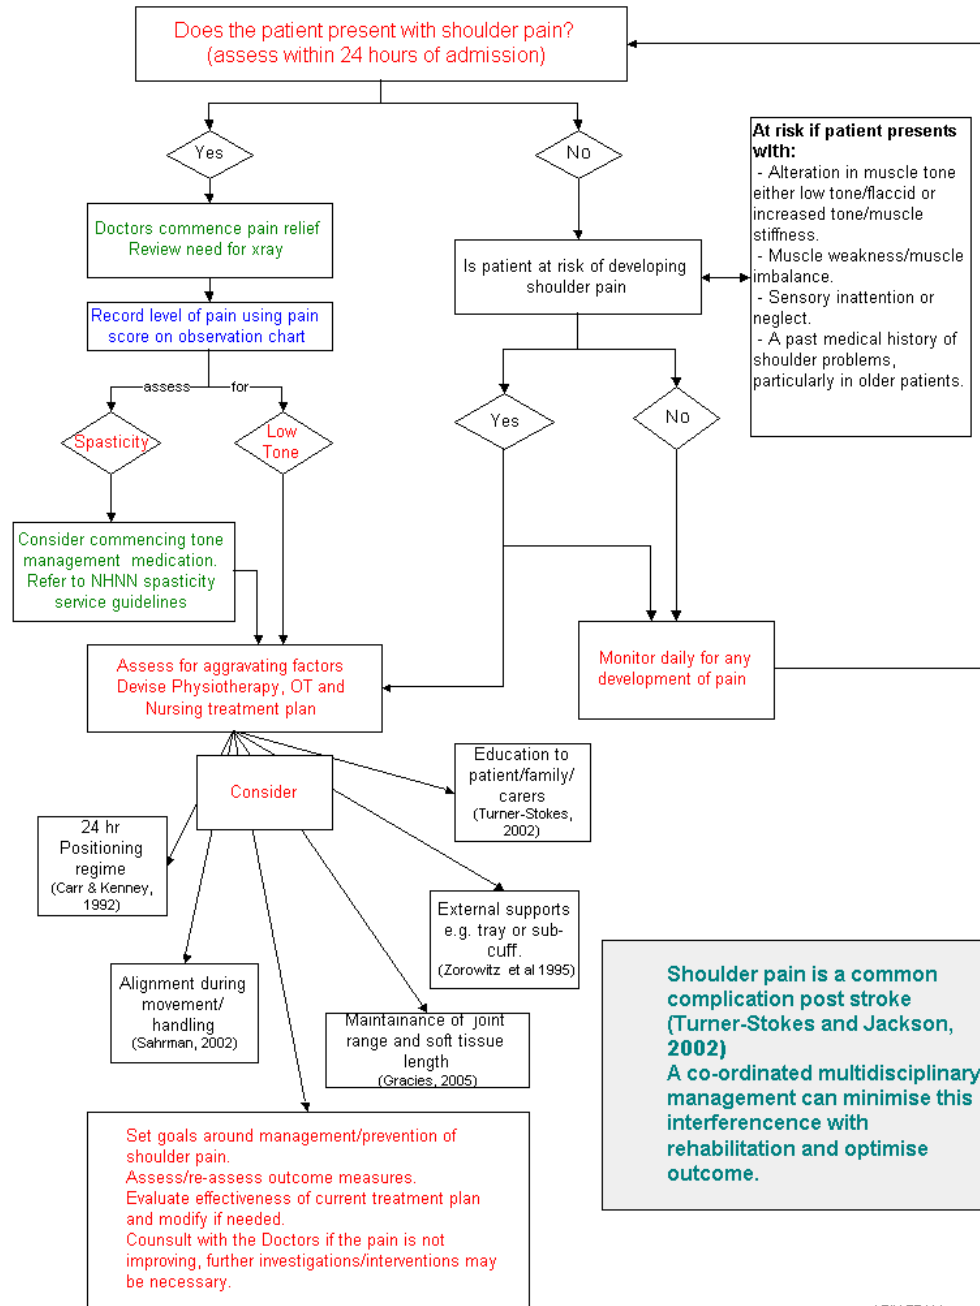 Does the patient present with shoulder pain?
(assess within 24 hours of admission)
Yes
No
At risk if patient presents
with:
- Alteration in muscle tone
either low tone/flaccid or
increased tone/muscle
stiffness.
- Muscle weakness/muscle
imbalance.
- Sensory inattention or
neglect.
- A past medical history of
shoulder problems,
particularly in older patients.
Doctors commence pain relief
Review need for xray
Is patient at risk of developing
shoulder pain
Record level of pain using pain
score on observation chart
assess
for
Spasticity
Low
Tone
Yes
No
Consider commencing tone
management medication.
Refer to NHNN spasticity
service guidelines
Assess for aggravating factors
Devise Physiotherapy, OT and
Nursing treatment plan
Monitor daily for any
development of pain
Consider
Education to
patient/family/
carers
(Turner-Stokes,
2002)
24 hr
Positioning
regime
(Carr & Kenney,
1992)
External supports
e.g. tray or sub-
cuff.
(Zorowitz et al 1995)
Alignment during
movement/
handling
(Sahrman, 2002)
Maintainance of joint
range and soft tissue
length
(Gracies, 2005)
Shoulder pain is a common
complication post stroke
(Turner-Stokes and Jackson,
2002)
A co-ordinated multidisciplinary
management can minimise this
interferencence with
rehabilitation and optimise
outcome.
Set goals around management/prevention of
shoulder pain.
Assess/re-assess outcome measures.
Evaluate effectiveness of current treatment plan
and modify if needed.
Counsult with the Doctors if the pain is not
improving, further investigations/interventions may
be necessary.